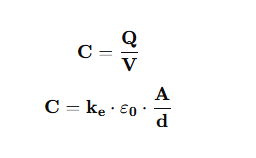 C = Q/V
C = kₑ · ε₀ · A/d